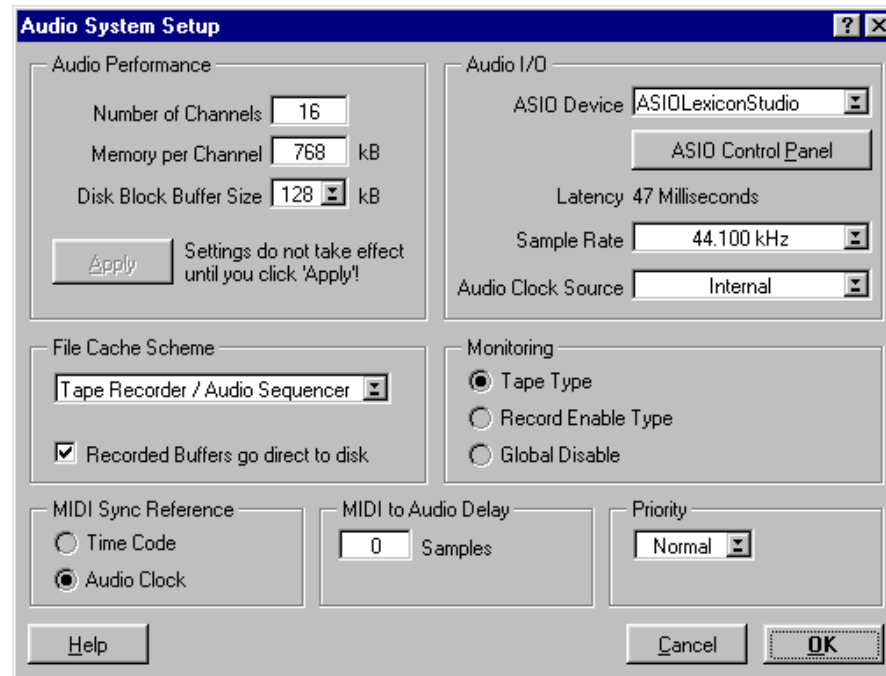 Audio System Setup
Audio Performance
Number of Channels 16
Memory per Channel 768 kB
Disk Block Buffer Size 128 kB
Apply
Settings do not take effect
until you click 'Apply'!
Audio I/O
ASIO Device ASIOLexiconStudio
ASIO Control Panel
Latency 47 Milliseconds
Sample Rate 44.100 kHz
Audio Clock Source Internal
File Cache Scheme
Tape Recorder / Audio Sequencer
Recorded Buffers go direct to disk
Monitoring
Tape Type
Record Enable Type
Global Disable
MIDI Sync Reference
Time Code
Audio Clock
MIDI to Audio Delay
0 Samples
Priority
Normal
Help
Cancel
OK